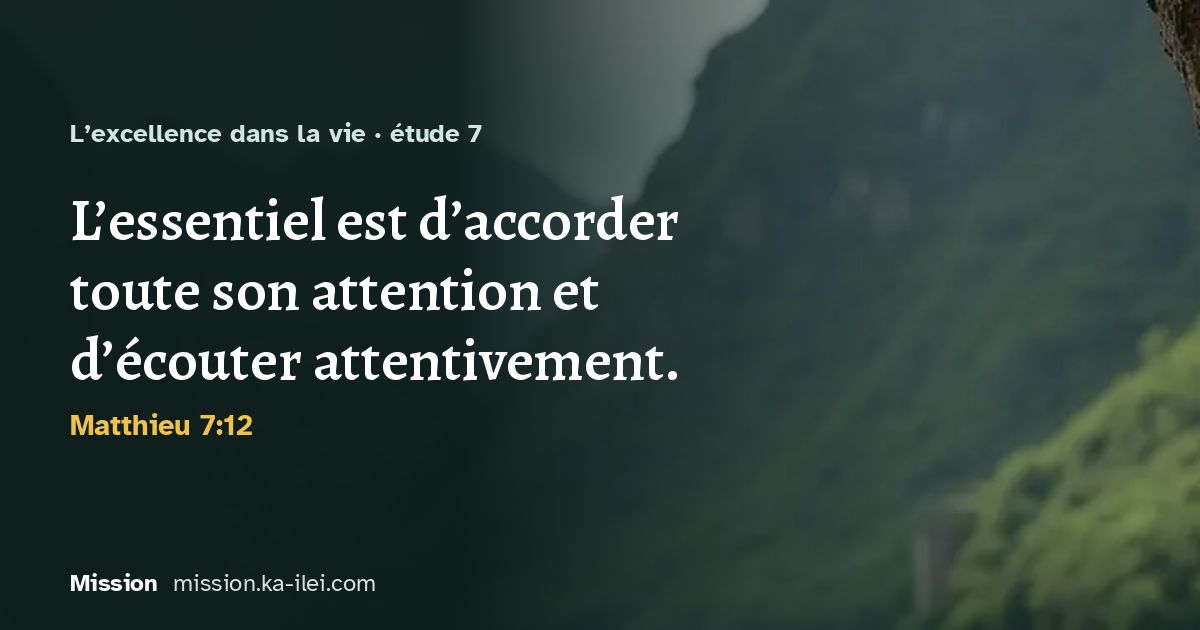 L’excellence dans la vie · étude 7
L’essentiel est d’accorder
toute son attention et
d’écouter attentivement.
Matthieu 7:12
Mission mission.ka-ilei.com